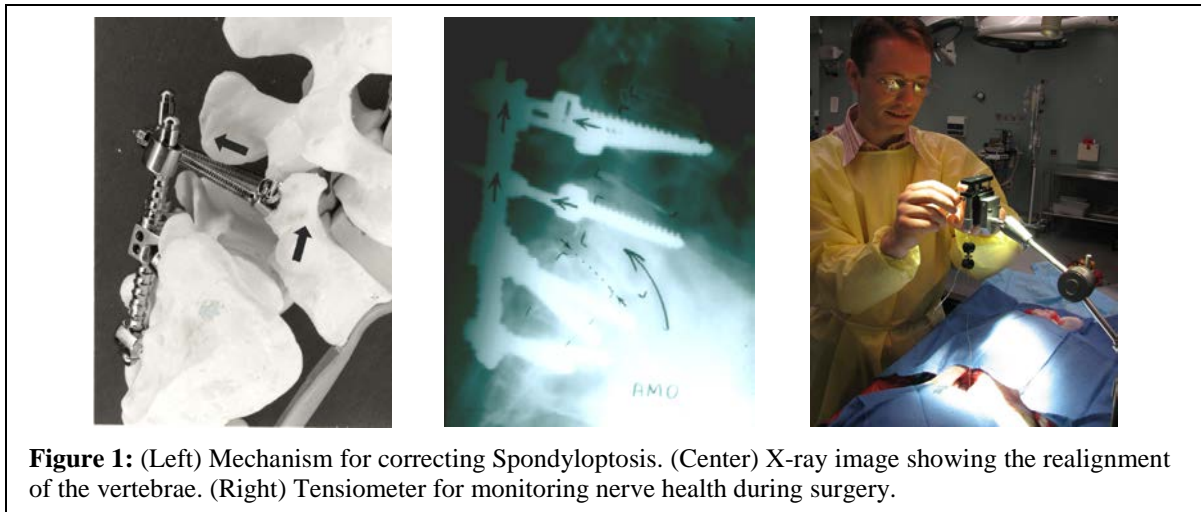 AMO
Figure 1: (Left) Mechanism for correcting Spondyloptosis. (Center) X-ray image showing the realignment
of the vertebrae. (Right) Tensiometer for monitoring nerve health during surgery.